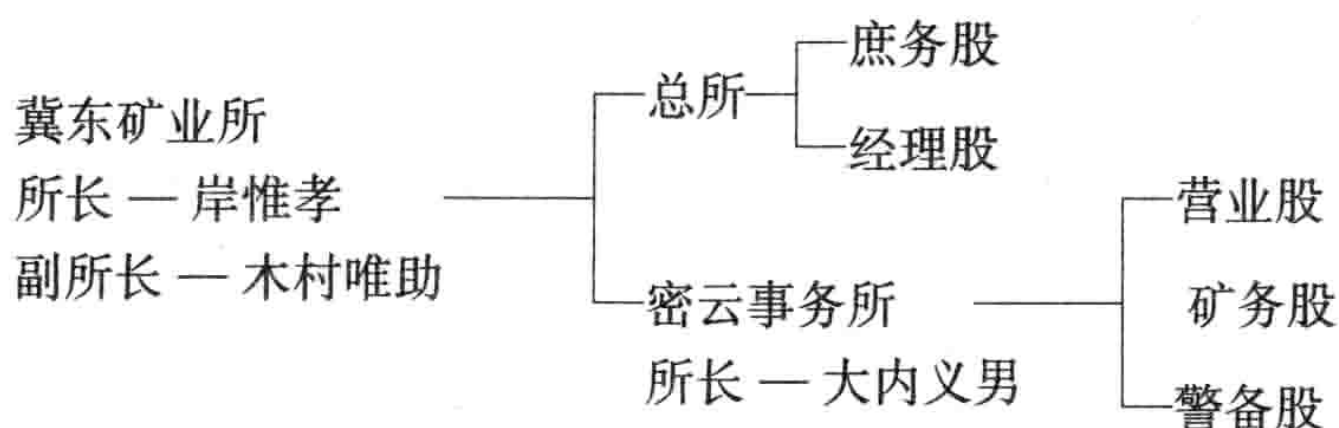 冀东矿业所
所长 — 岸惟孝
副所长 — 木村唯助
总所
庶务股
经理股
密云事务所
所长 — 大内义男
营业股
矿务股
警备股